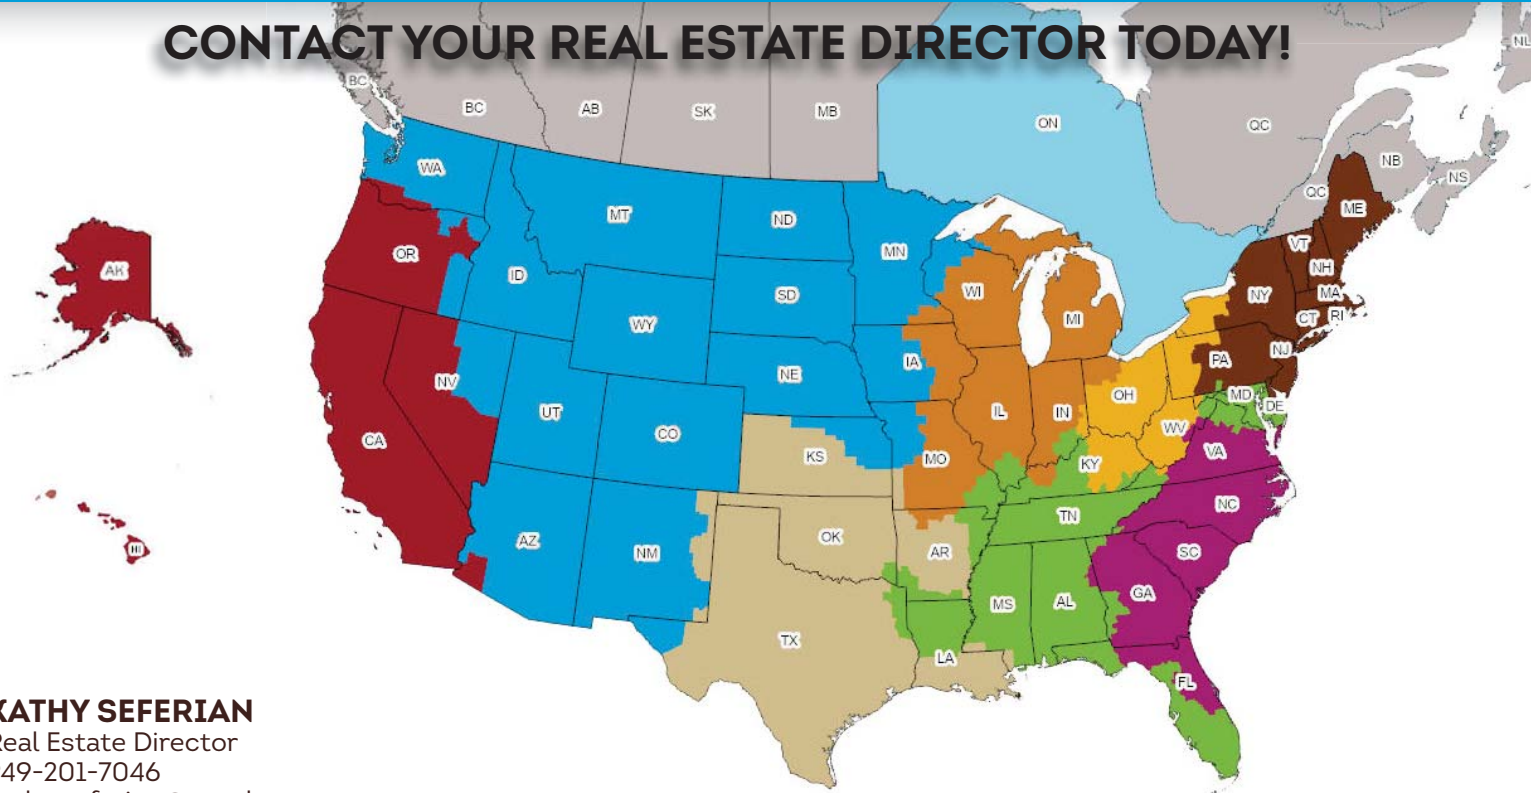 CONTACT YOUR REAL ESTATE DIRECTOR TODAY!
NL
BC
BC
AB
SK
MB
ON
QC
NB
QC
NS
WA
ME
MT
ND
VT
OR
MN
AK
ID
NH
WI
SD
NY
MA
WY
MI
CT
RI
IA
PA
NJ
NE
NV
OH
MD
UT
IL
IN
DE
CO
WV
CA
VA
KS
MO
KY
NC
TN
OK
AZ
HI
NM
AR
SC
GA
MS
AL
TX
LA
FL
KATHY SEFERIAN
Real Estate Director
49-201-7046